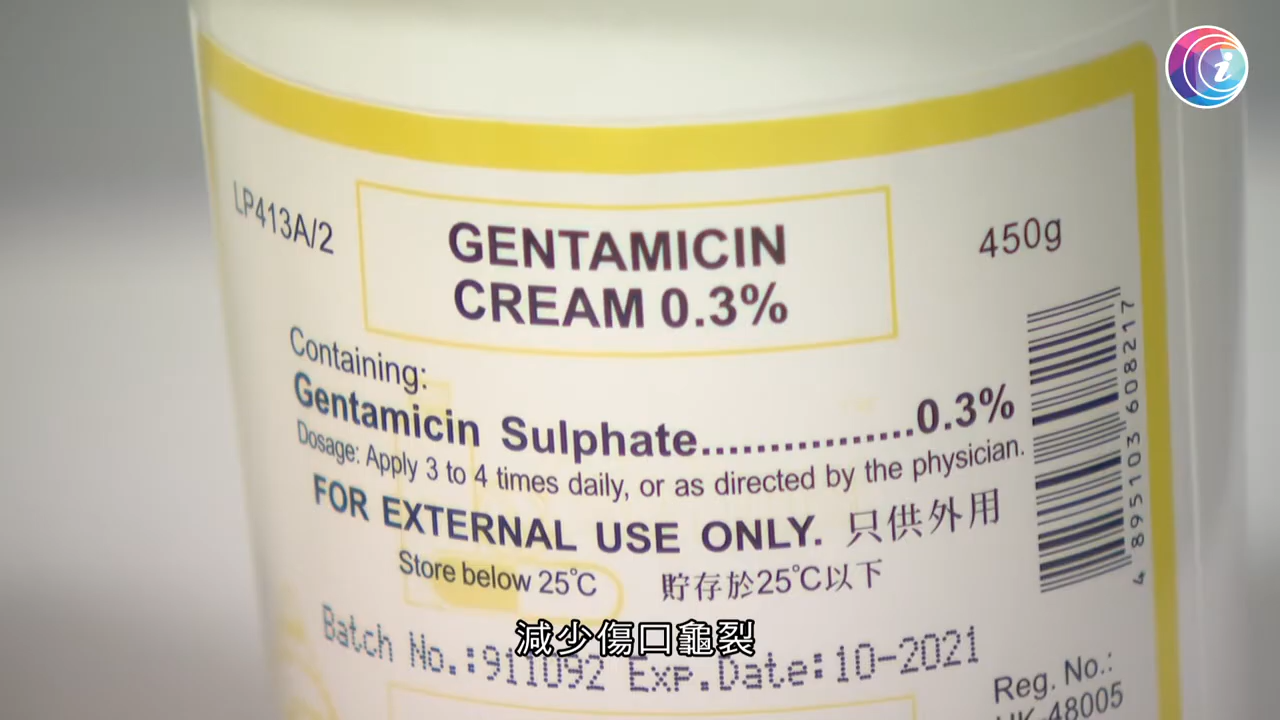 i
LP413A/2
GENTAMICIN
CREAM 0.3%
450g
Containing:
Gentamicin Sulphate................0.3%
Dosage: Apply 3 to 4 times daily, or as directed by the physician.
FOR EXTERNAL USE ONLY. 只供外用
Store below 25°C 貯存於25°C以下
Batch No.:911092 Exp.Date:10-2021
減少傷口龜裂
Reg. No.:
HK-48005
4 895103 608217